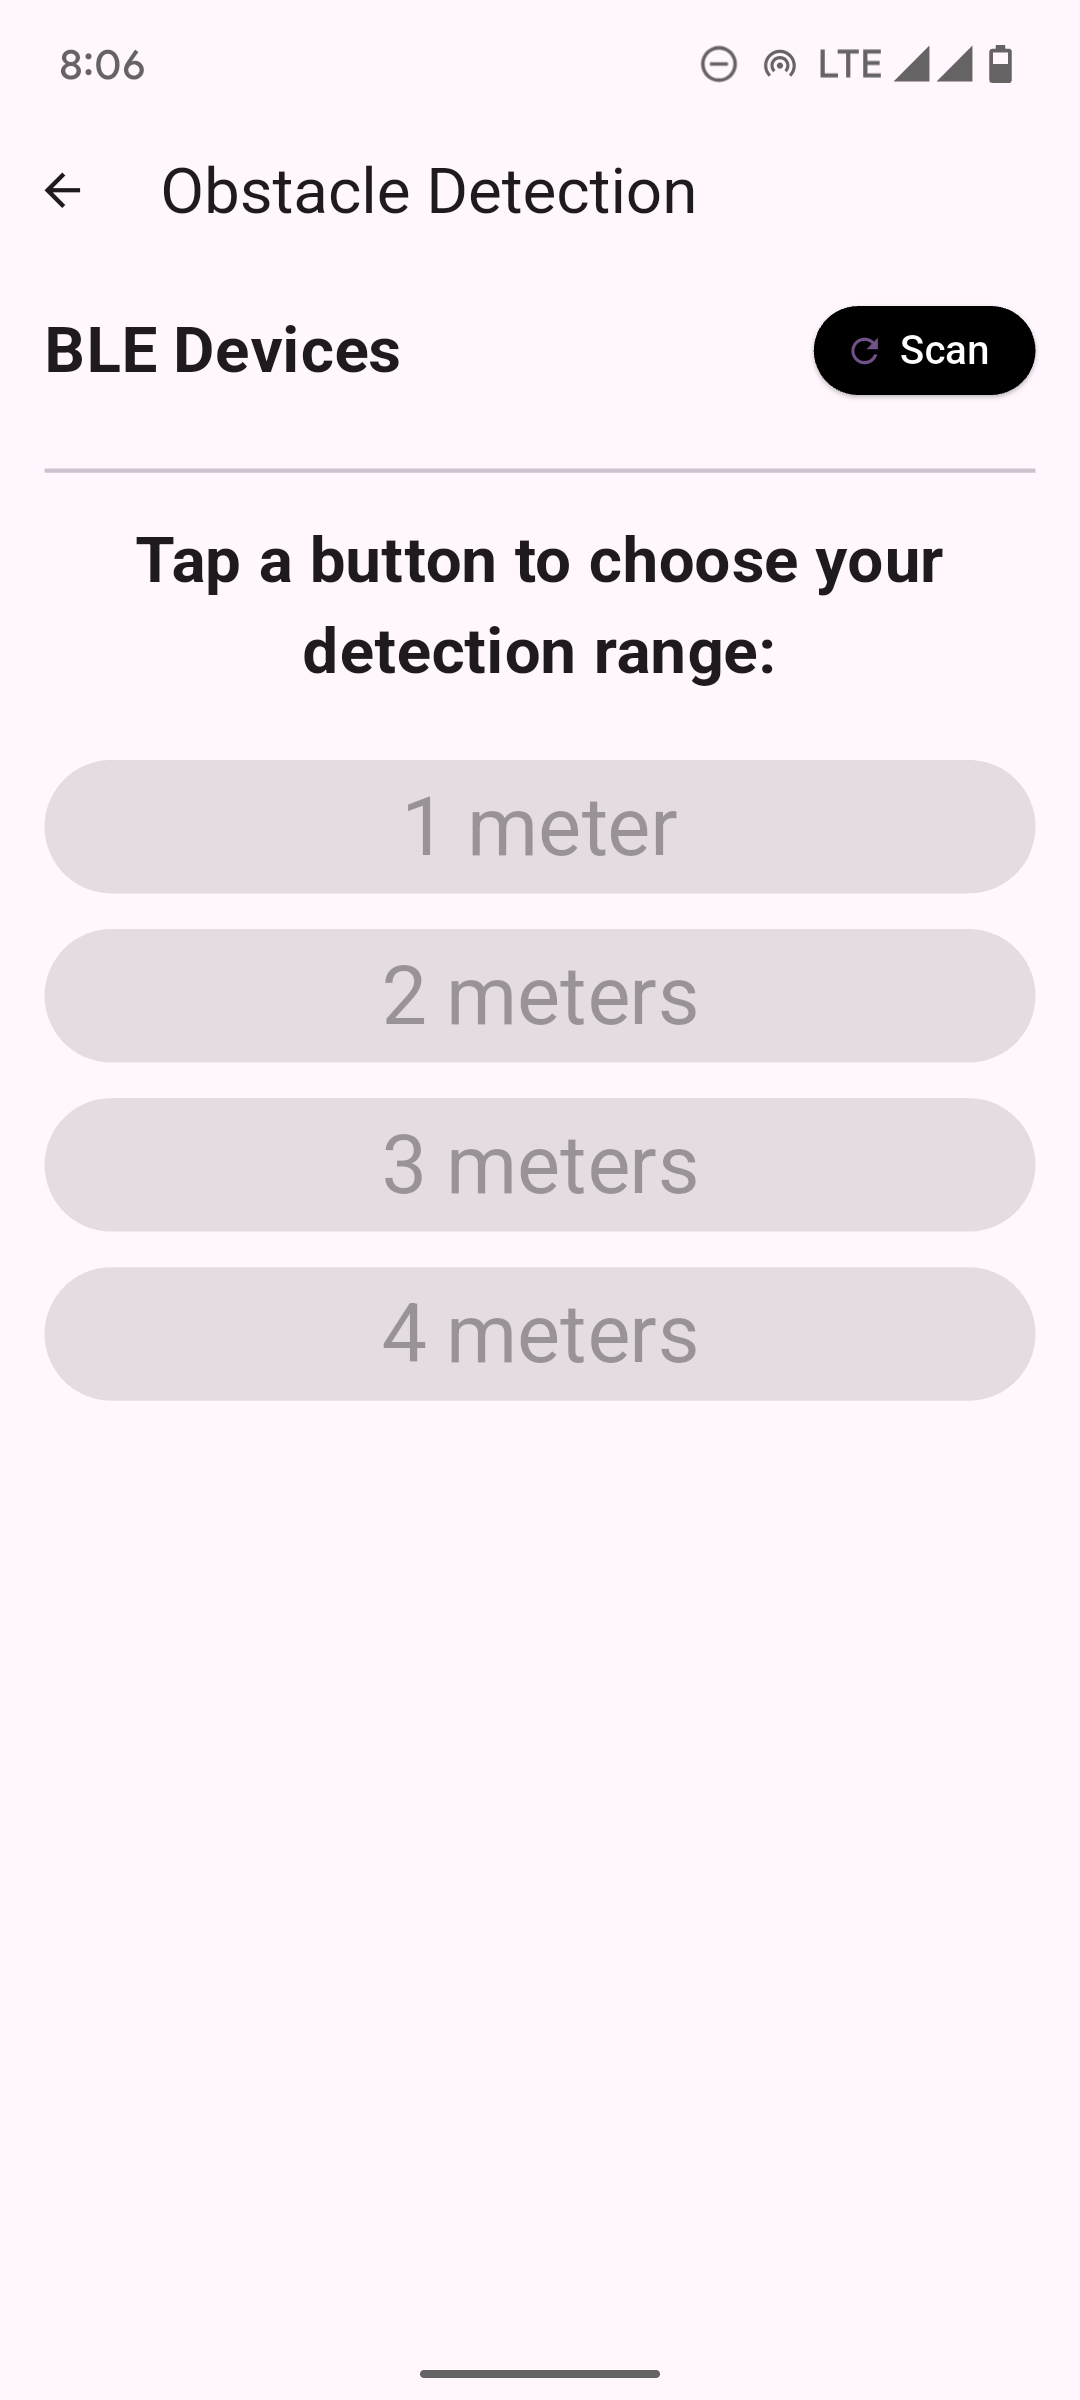 8:06 LTE
Obstacle Detection
BLE Devices
Scan
Tap a button to choose your
detection range:
1 meter
2 meters
3 meters
4 meters